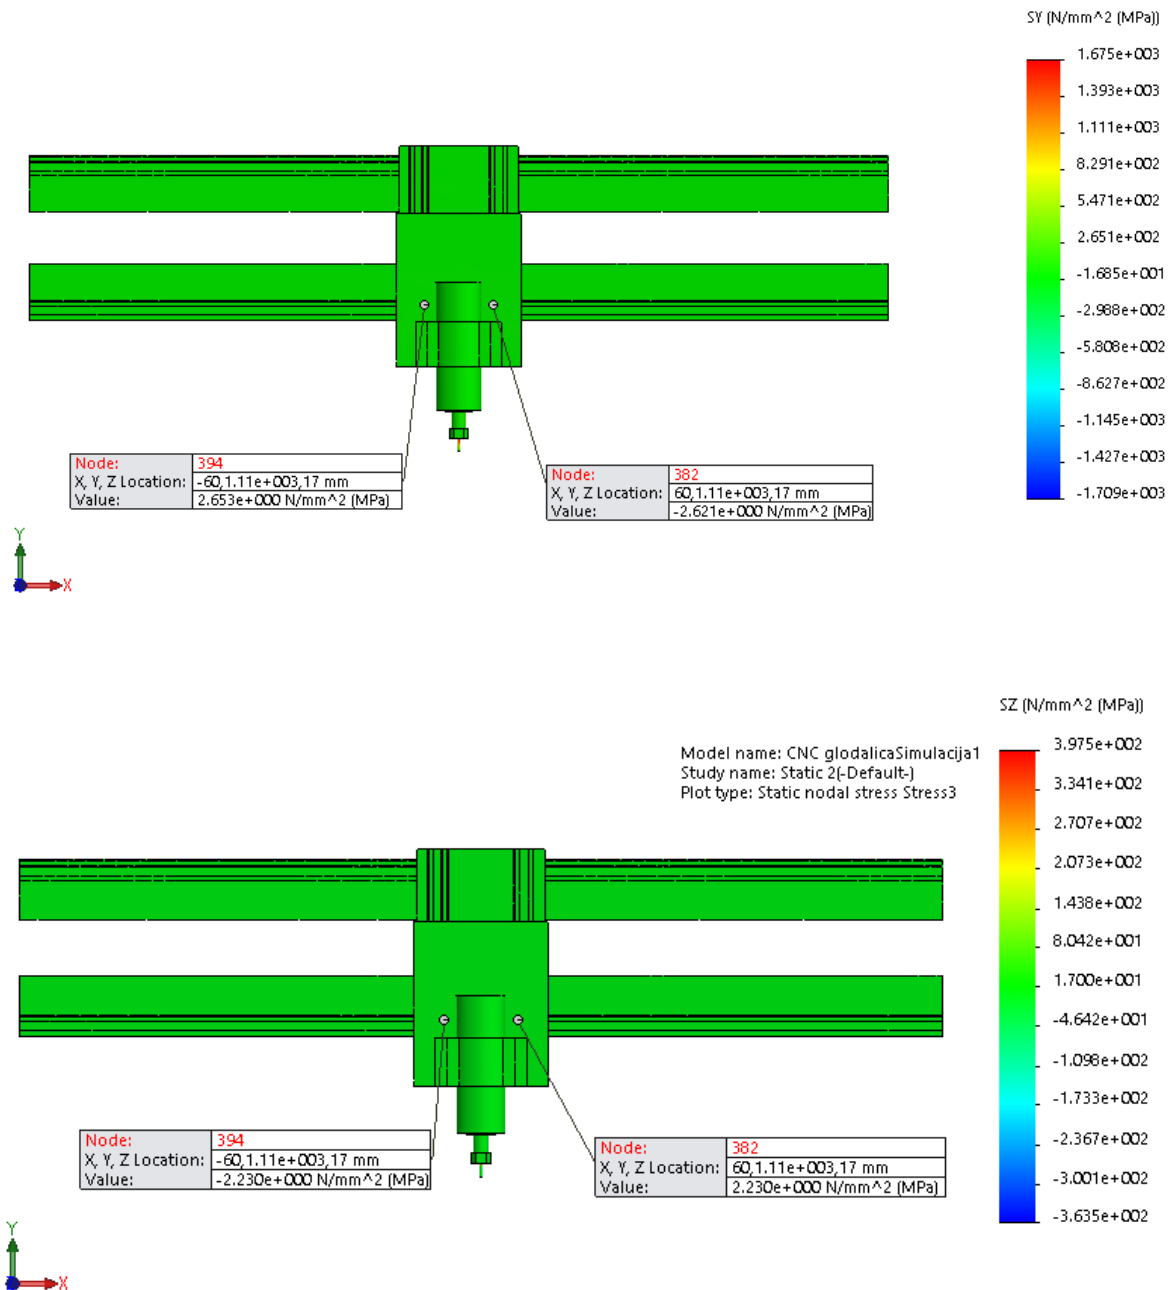 SY (N/mm^2 (MPa))
1.675e+003
1.393e+003
1.111e+003
8.291e+002
5.471e+002
2.651e+002
-1.685e+001
-2.988e+002
-5.808e+002
-8.627e+002
-1.145e+003
-1.427e+003
-1.709e+003
Node: 394
X, Y, Z Location: -60,1.11e+003,17 mm
Value: 2.653e+000 N/mm^2 (MPa)
Node: 382
X, Y, Z Location: 60,1.11e+003,17 mm
Value: -2.621e+000 N/mm^2 (MPa)
Y
X
SZ (N/mm^2 (MPa))
Model name: CNC glodalicaSimulacija1
Study name: Static 2(-Default-)
Plot type: Static nodal stress Stress3
3.975e+002
3.341e+002
2.707e+002
2.073e+002
1.438e+002
8.042e+001
1.700e+001
-4.642e+001
-1.098e+002
-1.733e+002
-2.367e+002
-3.001e+002
-3.635e+002
Node: 394
X, Y, Z Location: -60,1.11e+003,17 mm
Value: -2.230e+000 N/mm^2 (MPa)
Node: 382
X, Y, Z Location: 60,1.11e+003,17 mm
Value: 2.230e+000 N/mm^2 (MPa)
Y
X